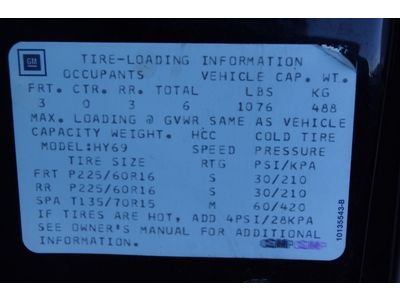 GM
TIRE-LOADING INFORMATION
OCCUPANTS VEHICLE CAP. WT.
FRT. CTR. RR. TOTAL LBS KG
3 0 3 6 1076 488
MAX. LOADING @ GVWR SAME AS VEHICLE
CAPACITY WEIGHT. HCC COLD TIRE
MODEL:HY69 SPEED PRESSURE
TIRE SIZE RTG PSI/KPA
FRT P225/60R16 S 30/210
RR P225/60R16 S 30/210
SPA T135/70R15 M 60/420
IF TIRES ARE HOT, ADD 4PSI/28KPA
SEE OWNER'S MANUAL FOR ADDITIONAL
INFORMATION.
10135543-B